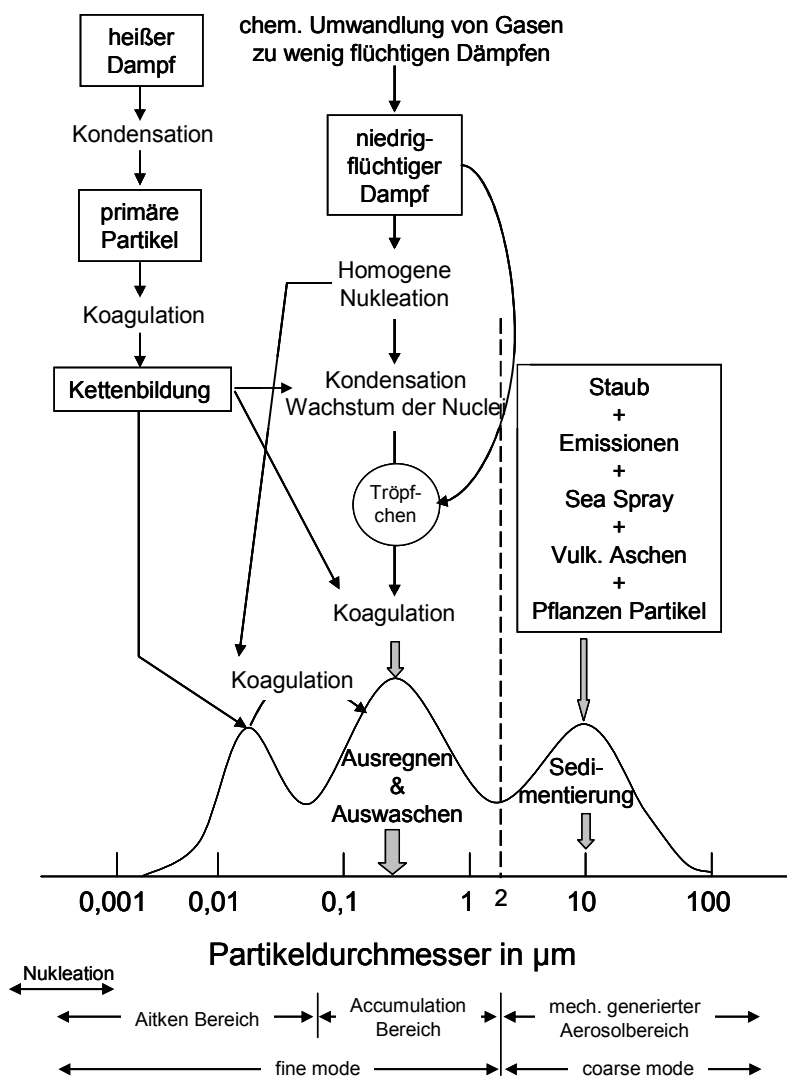 heißer
Dampf
Kondensation
primäre
Partikel
Koagulation
Kettenbildung
chem. Umwandlung von Gasen
zu wenig flüchtigen Dämpfen
niedrig-
flüchtiger
Dampf
Homogene
Nukleation
Kondensation
Wachstum der Nuclei
Tröpf-
chen
Koagulation
Koagulation
Staub
+
Emissionen
+
Sea Spray
+
Vulk. Aschen
+
Pflanzen Partikel
Ausregnen
&
Auswaschen
Sedi-
mentierung
0,001 0,01 0,1 1 2 10 100
Partikeldurchmesser in µm
Nukleation
Aitken Bereich
Accumulation
Bereich
mech. generierter
Aerosolbereich
fine mode
coarse mode